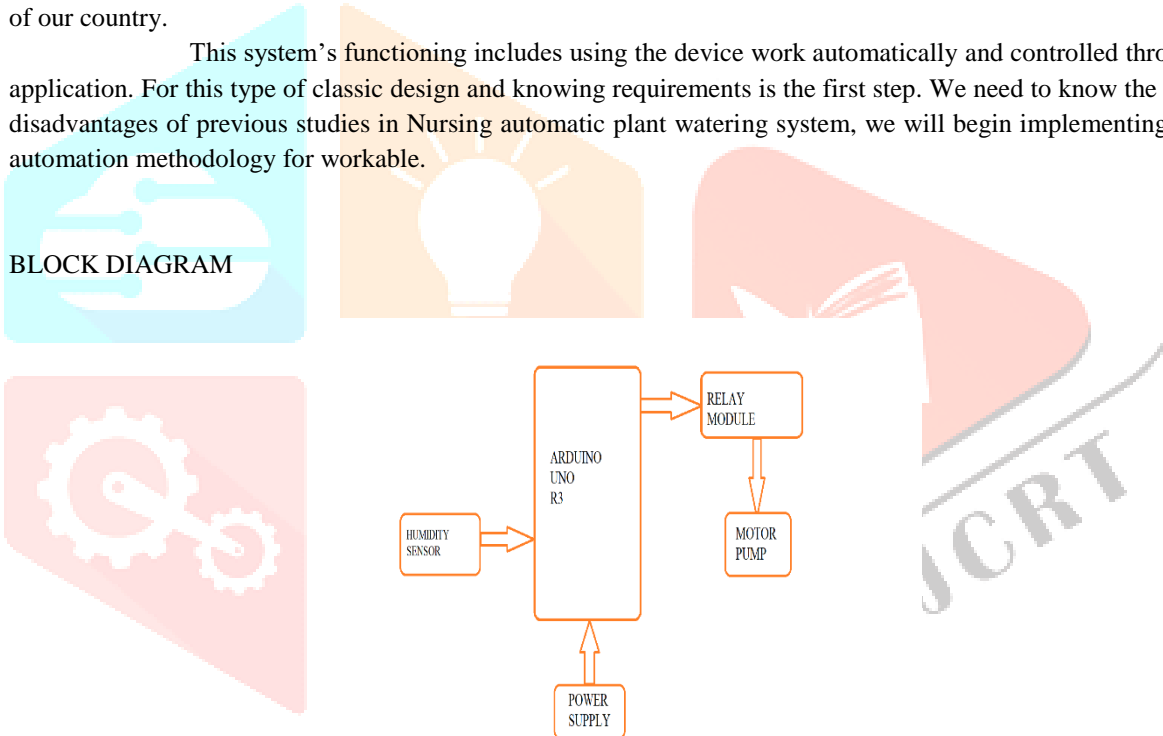 of our country.
This system’s functioning includes using the device work automatically and controlled
application. For this type of classic design and knowing requirements is the first step. We need to know the
disadvantages of previous studies in Nursing automatic plant watering system, we will begin implementing
automation methodology for workable.
BLOCK DIAGRAM
RELAY
MODULE
ARDUINO
UNO
R3
HUMIDITY
SENSOR
MOTOR
PUMP
POWER
SUPPLY
JCRT